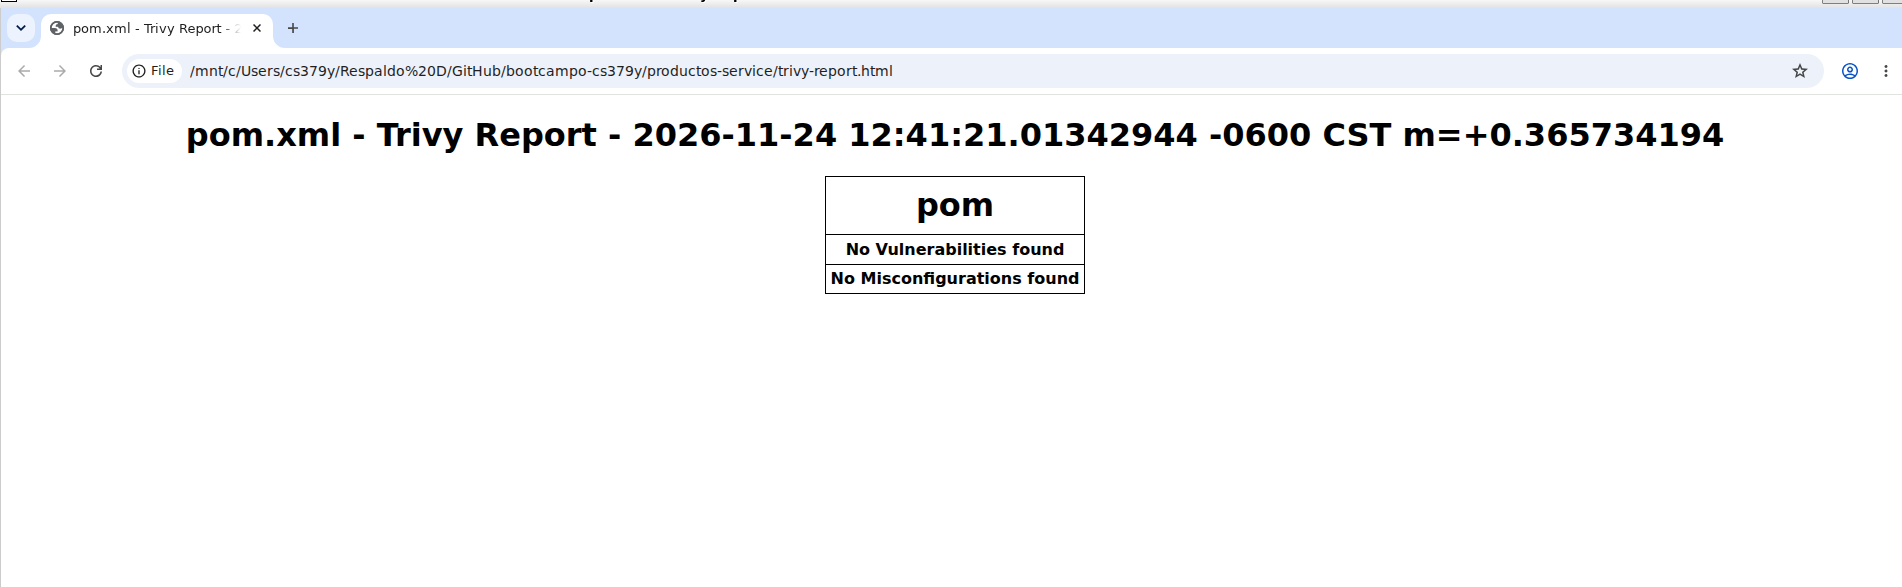 pom.xml - Trivy Report - 2
File
/mnt/c/Users/cs379y/Respaldo%20D/GitHub/bootcampo-cs379y/productos-service/trivy-report.html
pom.xml - Trivy Report - 2026-11-24 12:41:21.01342944 -0600 CST m=+0.365734194
pom
No Vulnerabilities found
No Misconfigurations found